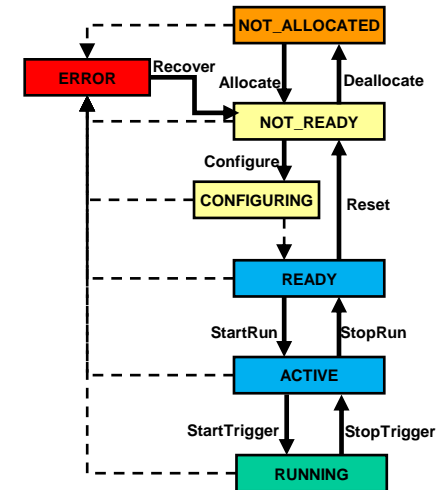 NOT_ALLOCATED
Recover
ERROR
Allocate
Deallocate
NOT_READY
Configure
CONFIGURING
Reset
READY
StartRun
StopRun
ACTIVE
StartTrigger
StopTrigger
RUNNING